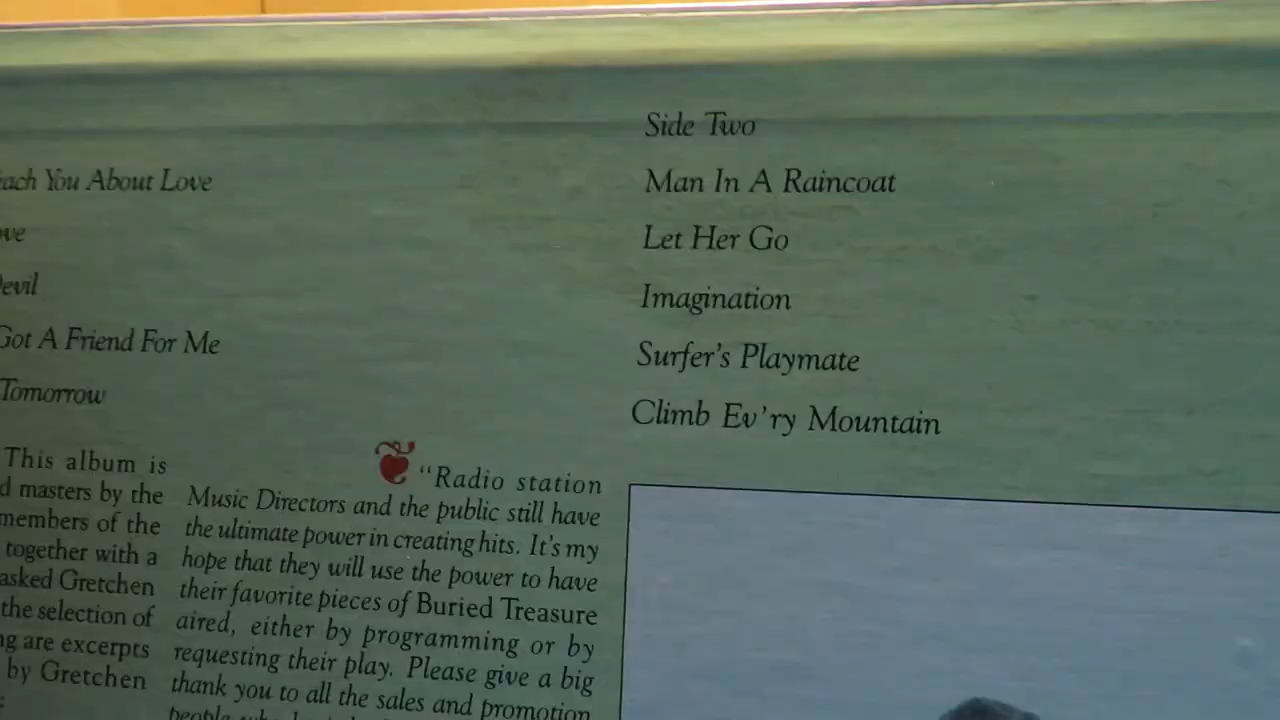 You About Love
Got A Friend For Me
Tomorrow
This album is
masters by the
members of the
together with a
asked Gretchen
the selection of
are excerpts
by Gretchen
"Radio station
Music Directors and the public still have
the ultimate power in creating hits. It's my
hope that they will use the power to have
their favorite pieces of Buried Treasure
aired, either by programming or by
requesting their play. Please give a big
thank you to all the sales and promotion
Side Two
Man In A Raincoat
Let Her Go
Imagination
Surfer's Playmate
Climb Ev'ry Mountain